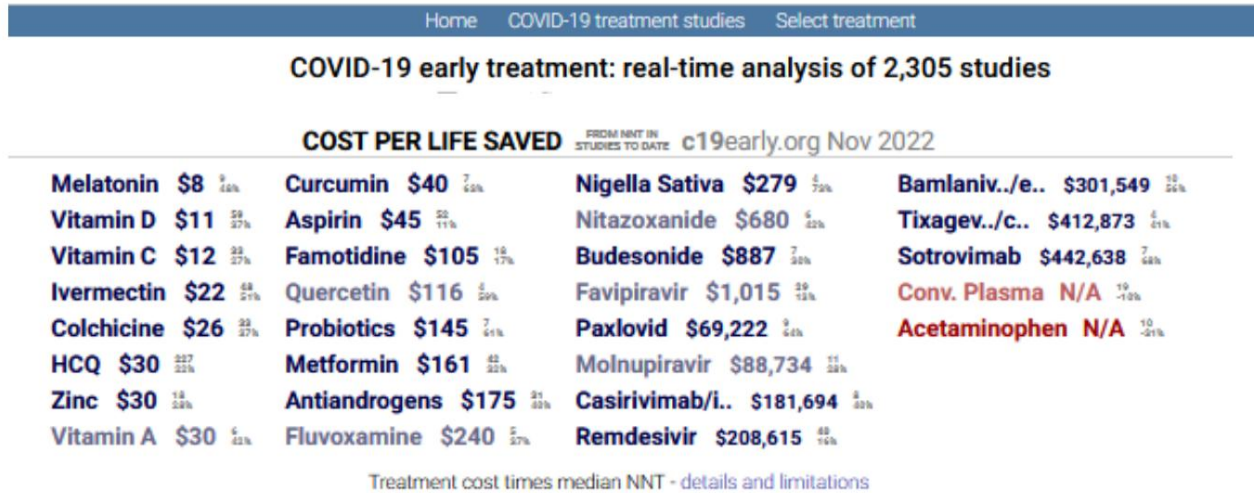 Home COVID-19 treatment studies Select treatment
COVID-19 early treatment: real-time analysis of 2,305 studies
COST PER LIFE SAVED FROM NNT IN STUDIES TO DATE c19early.org Nov 2022
Melatonin $8 Curcumin $40 Nigella Sativa $279 Bamlaniv../e.. $301,549
Vitamin D $11 Aspirin $45 Nitazoxanide $680 Tixagev../c.. $412,873
Vitamin C $12 Famotidine $105 Budesonide $887 Sotrovimab $442,638
Ivermectin $22 Quercetin $116 Favipiravir $1,015 Conv. Plasma N/A
Colchicine $26 Probiotics $145 Paxlovid $69,222 Acetaminophen N/A
HCQ $30 Metformin $161 Molnupiravir $88,734
Zinc $30 Antiandrogens $175 Casirivimab/i.. $181,694
Vitamin A $30 Fluvoxamine $240 Remdesivir $208,615
Treatment cost times median NNT - details and limitations